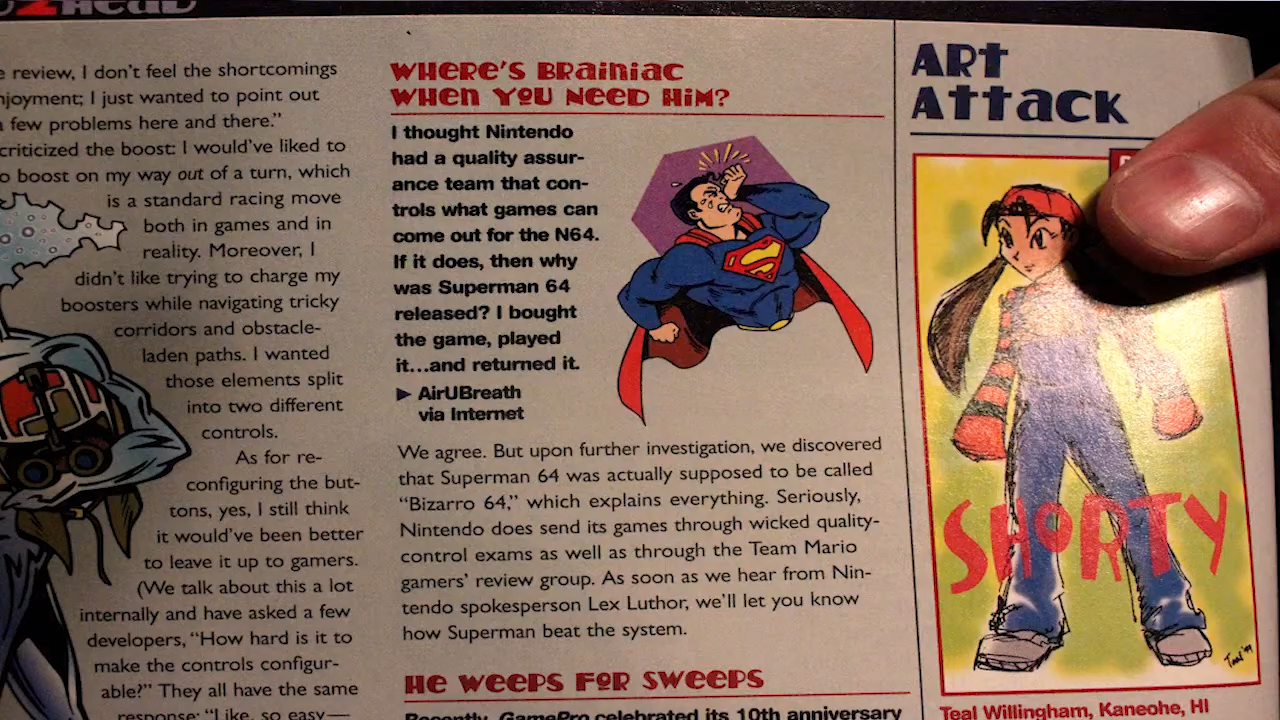 e review, I don't feel the shortcomings
njoyment; I just wanted to point out
a few problems here and there."
criticized the boost: I would've liked to
o boost on my way out of a turn, which
is a standard racing move
both in games and in
reality. Moreover, I
didn't like trying to charge my
boosters while navigating tricky
corridors and obstacle-
laden paths. I wanted
those elements split
into two different
controls.
As for re-
configuring the but-
tons, yes, I still think
it would've been better
to leave it up to gamers.
(We talk about this a lot
internally and have asked a few
developers, "How hard is it to
make the controls configur-
able?" They all have the same
response: "Like, so easy—
WHERE'S BRAINIAC
WHEN YOU NEED HIM?
I thought Nintendo
had a quality assur-
ance team that con-
trols what games can
come out for the N64.
If it does, then why
was Superman 64
released? I bought
the game, played
it...and returned it.
▶ AirUBreath
via Internet
We agree. But upon further investigation, we discovered
that Superman 64 was actually supposed to be called
"Bizarro 64," which explains everything. Seriously,
Nintendo does send its games through wicked quality-
control exams as well as through the Team Mario
gamers' review group. As soon as we hear from Nin-
tendo spokesperson Lex Luthor, we'll let you know
how Superman beat the system.
HE WEEPS FOR SWEEPS
Recently, GamePro celebrated its 10th anniversary
ART
ATTACK
SHORTY
Teal '99
Teal Willingham, Kaneohe, HI